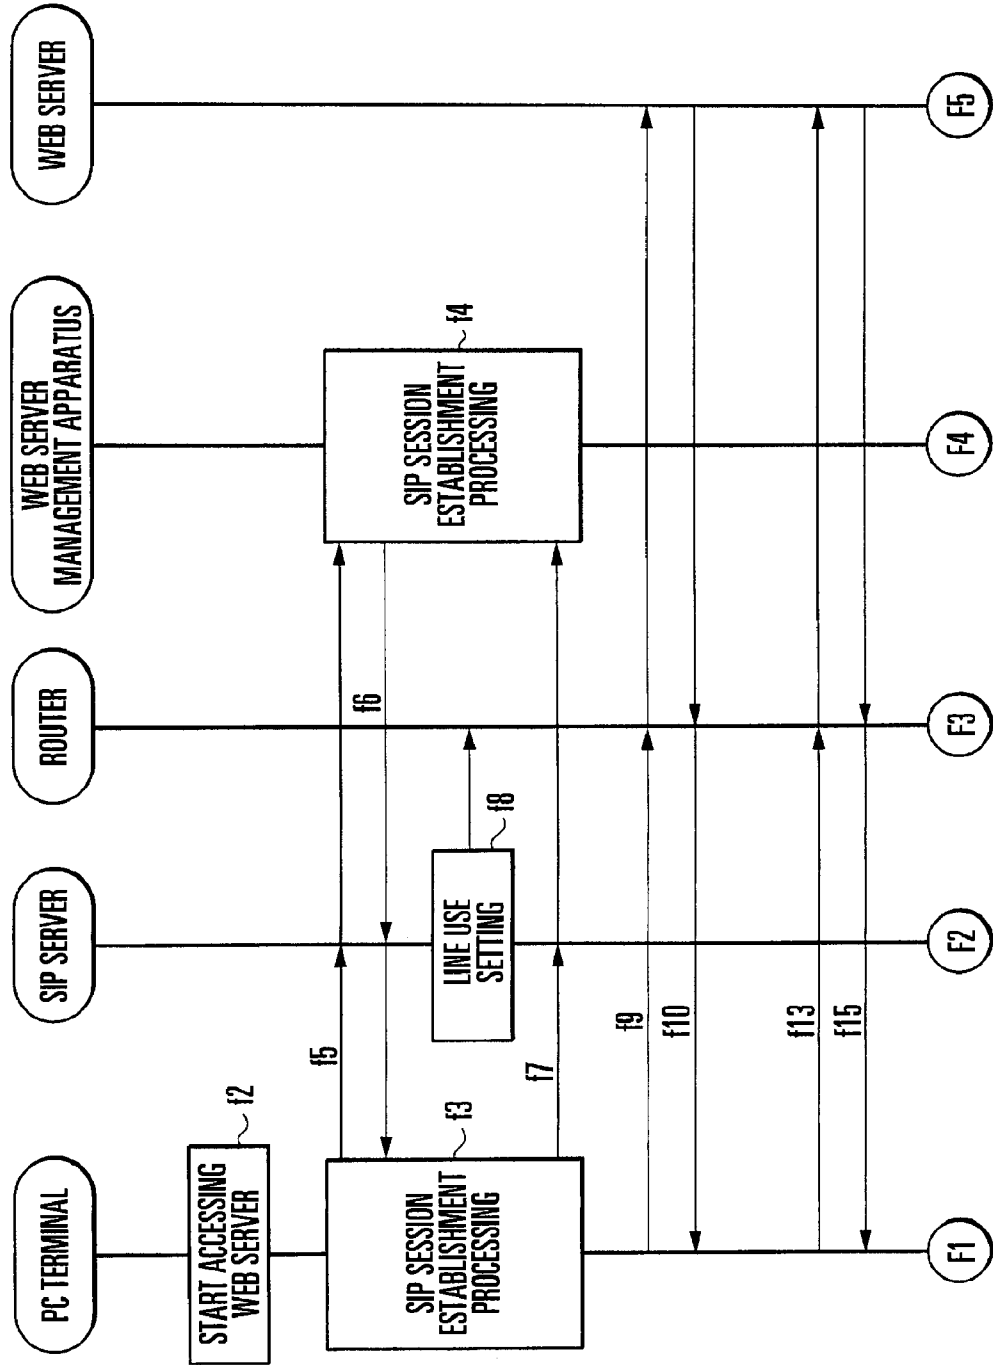 PC TERMINAL
SIP SERVER
ROUTER
WEB SERVER
MANAGEMENT APPARATUS
WEB SERVER
START ACCESSING
WEB SERVER
f2
f5
f6
SIP SESSION
ESTABLISHMENT
PROCESSING
f3
SIP SESSION
ESTABLISHMENT
PROCESSING
f4
LINE USE
SETTING
f8
f7
f9
f10
f13
f15
F1
F2
F3
F4
F5